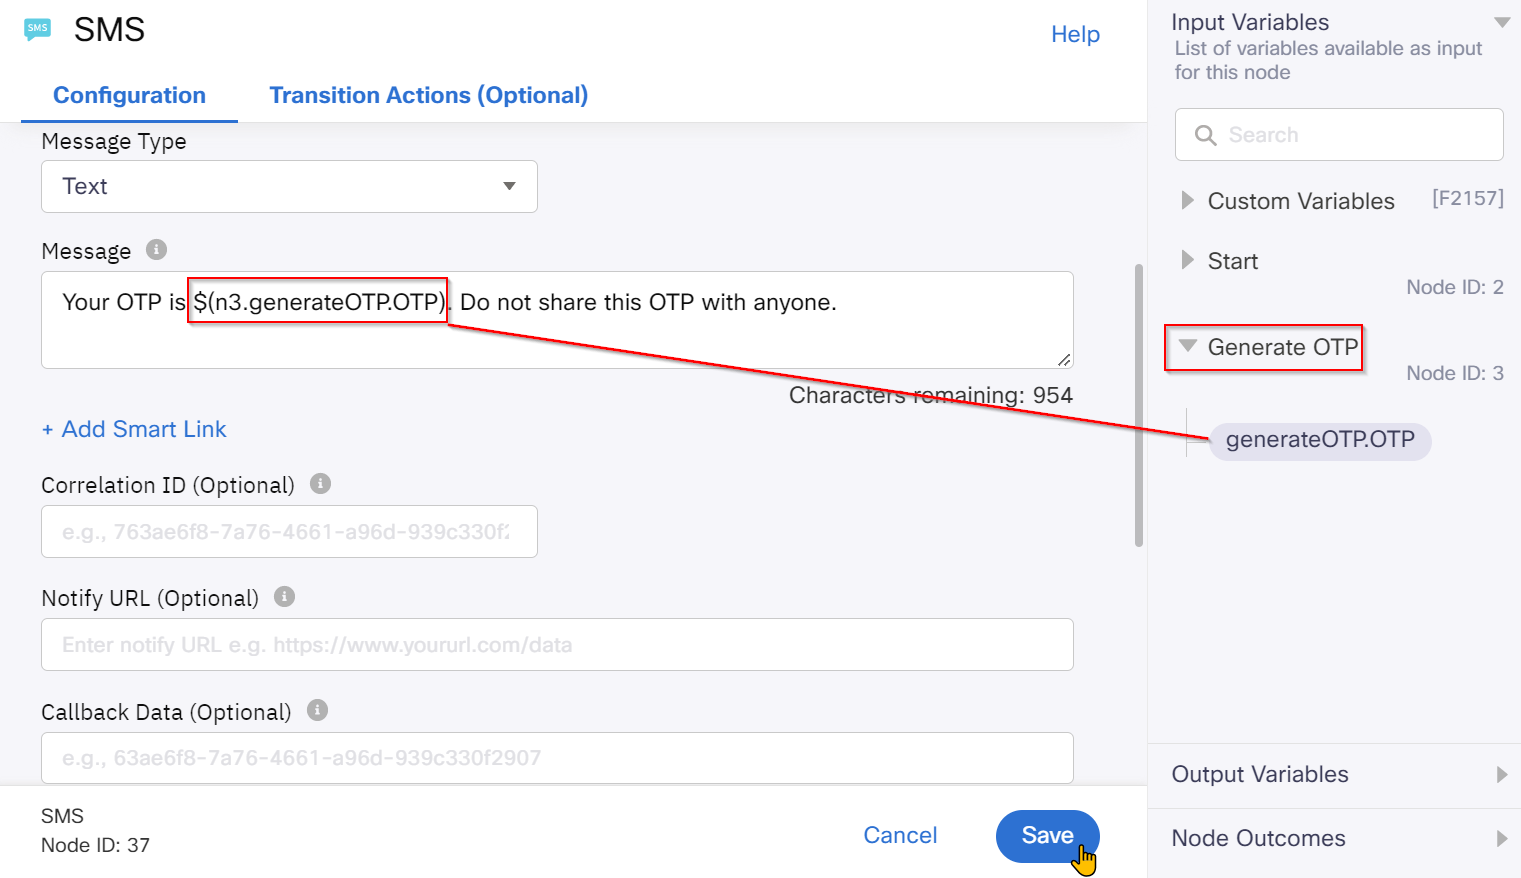 SMS
SMS
Help
Configuration
Transition Actions (Optional)
Message Type
Text
Message
Your OTP is $(n3.generateOTP.OTP). Do not share this OTP with anyone.
Characters remaining: 954
+ Add Smart Link
Correlation ID (Optional)
e.g., 763ae6f8-7a76-4661-a96d-939c330f2
Notify URL (Optional)
Enter notify URL e.g. https://www.yoururl.com/data
Callback Data (Optional)
e.g., 63ae6f8-7a76-4661-a96d-939c330f2907
SMS
Node ID: 37
Cancel
Save
Input Variables
List of variables available as input
for this node
Search
Custom Variables [F2157]
Start
Node ID: 2
Generate OTP
Node ID: 3
generateOTP.OTP
Output Variables
Node Outcomes